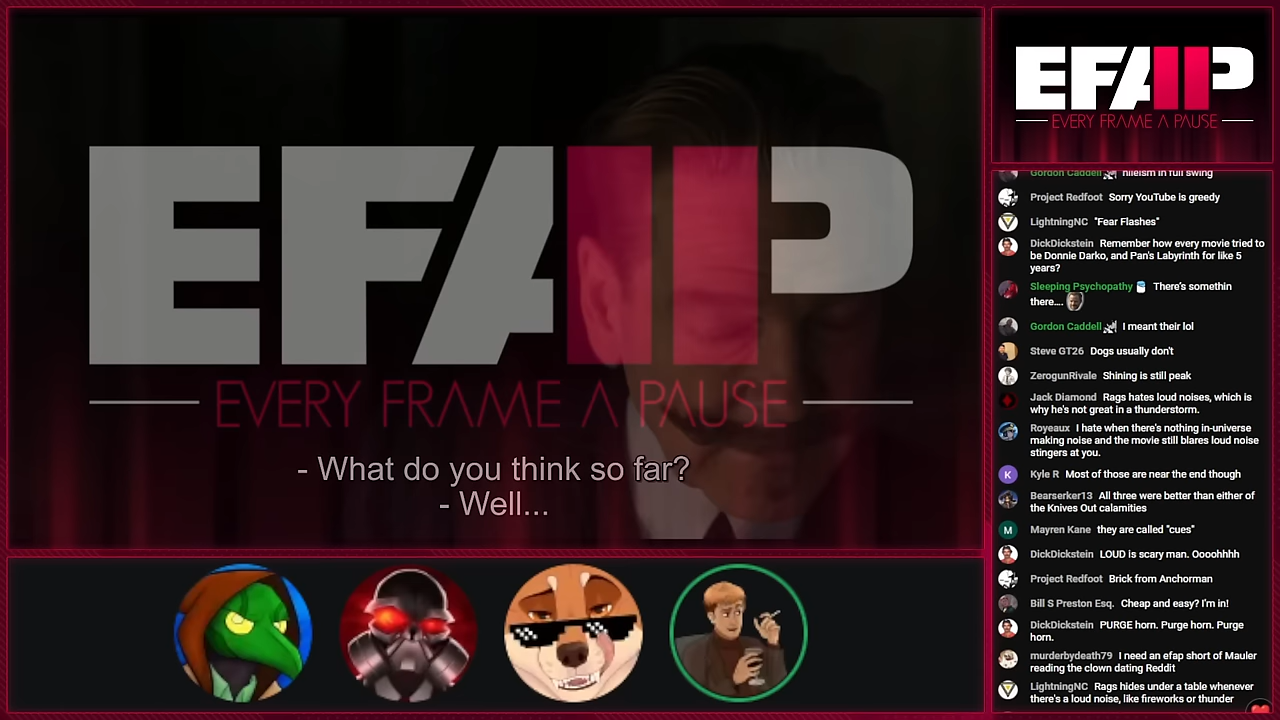 EFAP
EVERY FRAME A PAUSE
- What do you think so far?
- Well...
EFAP
EVERY FRAME A PAUSE
Gordon Caddell nileism in full swing
Project Redfoot Sorry YouTube is greedy
LightningNC "Fear Flashes"
DickDickstein Remember how every movie tried to
be Donnie Darko, and Pan's Labyrinth for like 5
years?
Sleeping Psychopathy There's somethin
there....
Gordon Caddell I meant their lol
Steve GT26 Dogs usually don't
ZerogunRivale Shining is still peak
Jack Diamond Rags hates loud noises, which is
why he's not great in a thunderstorm.
Royeaux I hate when there's nothing in-universe
making noise and the movie still blares loud noise
stingers at you.
K
Kyle R Most of those are near the end though
Bearserker13 All three were better than either of
the Knives Out calamities
M
Mayren Kane they are called "cues"
DickDickstein LOUD is scary man. Oooohhhh
Project Redfoot Brick from Anchorman
Bill S Preston Esq. Cheap and easy? I'm in!
DickDickstein PURGE horn. Purge horn. Purge
horn.
murderbydeath79 I need an efap short of Mauler
reading the clown dating Reddit
LightningNC Rags hides under a table whenever
there's a loud noise, like fireworks or thunder